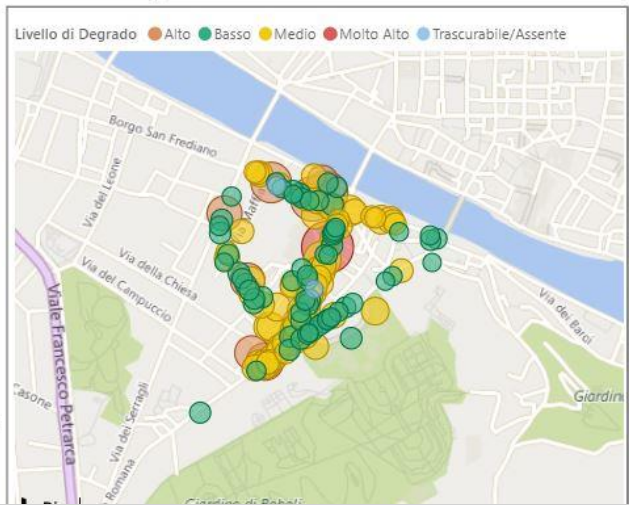 Livello di Degrado Alto Basso Medio Molto Alto Trascurabile/Assente
Borgo San Frediano
Via del Leone
Via della Chiesa
Via del Campuccio
Viale Francesco Petrarca
Via dei Serragli
Casone
Romana
Via dei Bardi
Giardino
Giardino di Boboli